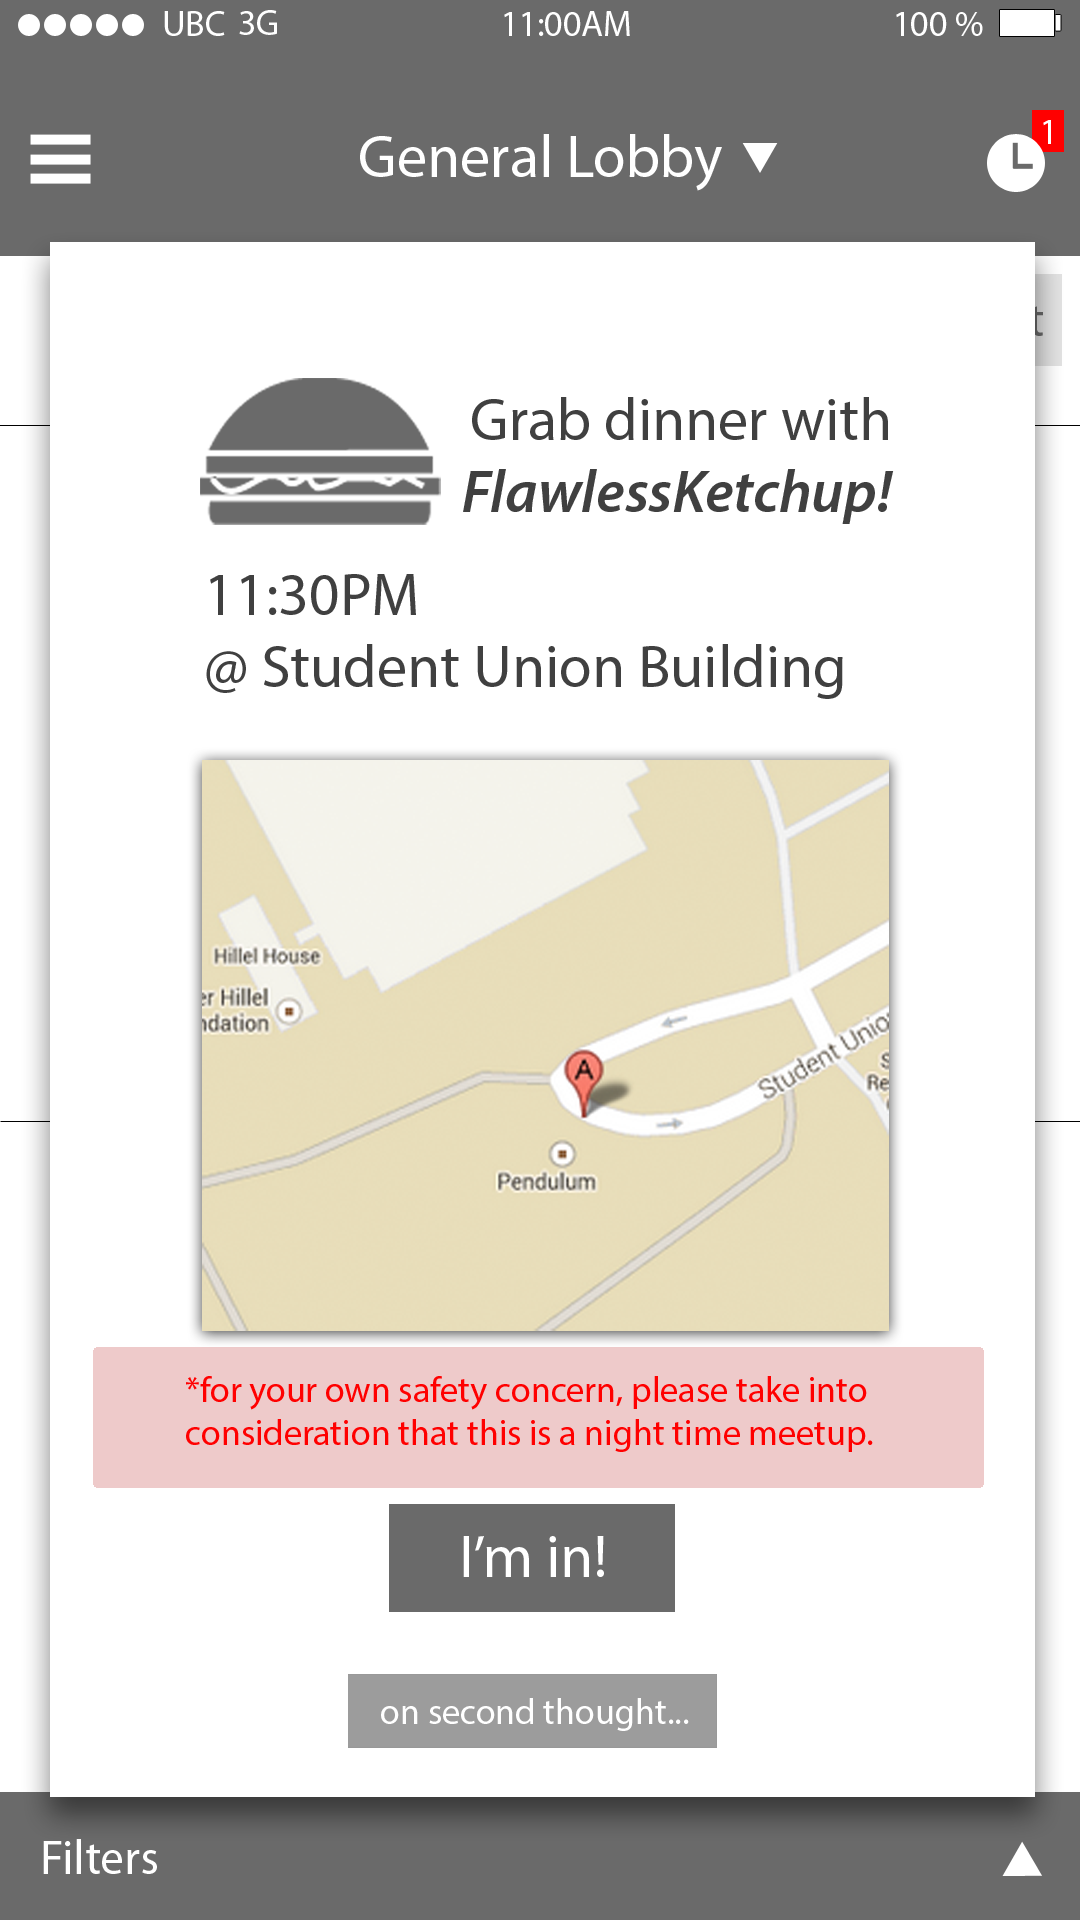 UBC 3G 11:00AM 100 %
1
General Lobby
t
Grab dinner with
FlawlessKetchup!
11:30PM
@ Student Union Building
Hillel House
er Hillel
ndation
Student Unio
S
Re
A
Pendulum
*for your own safety concern, please take into
consideration that this is a night time meetup.
I'm in!
on second thought...
Filters